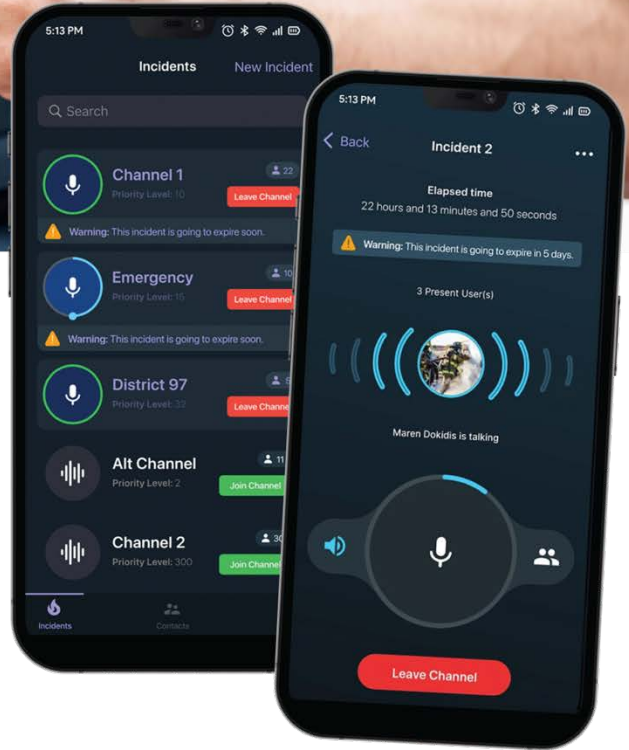 5:13 PM
Incidents
New Incident
Search
Channel 1
22
Priority Level: 10
Leave Channel
Warning: This incident is going to expire soon.
Emergency
10
Priority Level: 15
Leave Channel
Warning: This incident is going to expire soon.
District 97
Priority Level: 32
Leave Channel
Alt Channel
11
Priority Level: 2
Join Channel
Channel 2
30
Priority Level: 300
Join Channel
Incidents
Contacts
5:13 PM
Back
Incident 2
Elapsed time
22 hours and 13 minutes and 50 seconds
Warning: This incident is going to expire in 5 days.
3 Present User(s)
Maren Dokidis is talking
Leave Channel